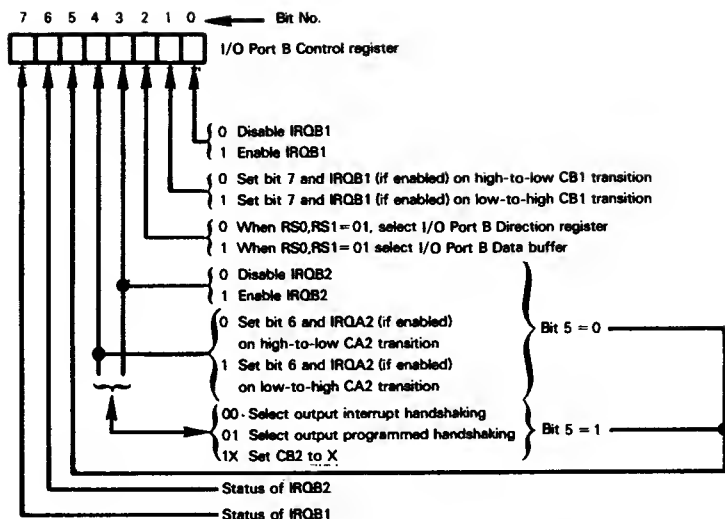 7 6 5 4 3 2 1 0 Bit No.
I/O Port B Control register
0 Disable IRQB1
1 Enable IRQB1
0 Set bit 7 and IRQB1 (if enabled) on high-to-low CB1 transition
1 Set bit 7 and IRQB1 (if enabled) on low-to-high CB1 transition
0 When RS0,RS1=01, select I/O Port B Direction register
1 When RS0,RS1=01 select I/O Port B Data buffer
0 Disable IRQB2
1 Enable IRQB2
0 Set bit 6 and IRQA2 (if enabled)
on high-to-low CA2 transition
1 Set bit 6 and IRQA2 (if enabled)
on low-to-high CA2 transition
Bit 5 = 0
00 Select output interrupt handshaking
01 Select output programmed handshaking
1X Set CB2 to X
Bit 5 = 1
Status of IRQB2
Status of IRQB1